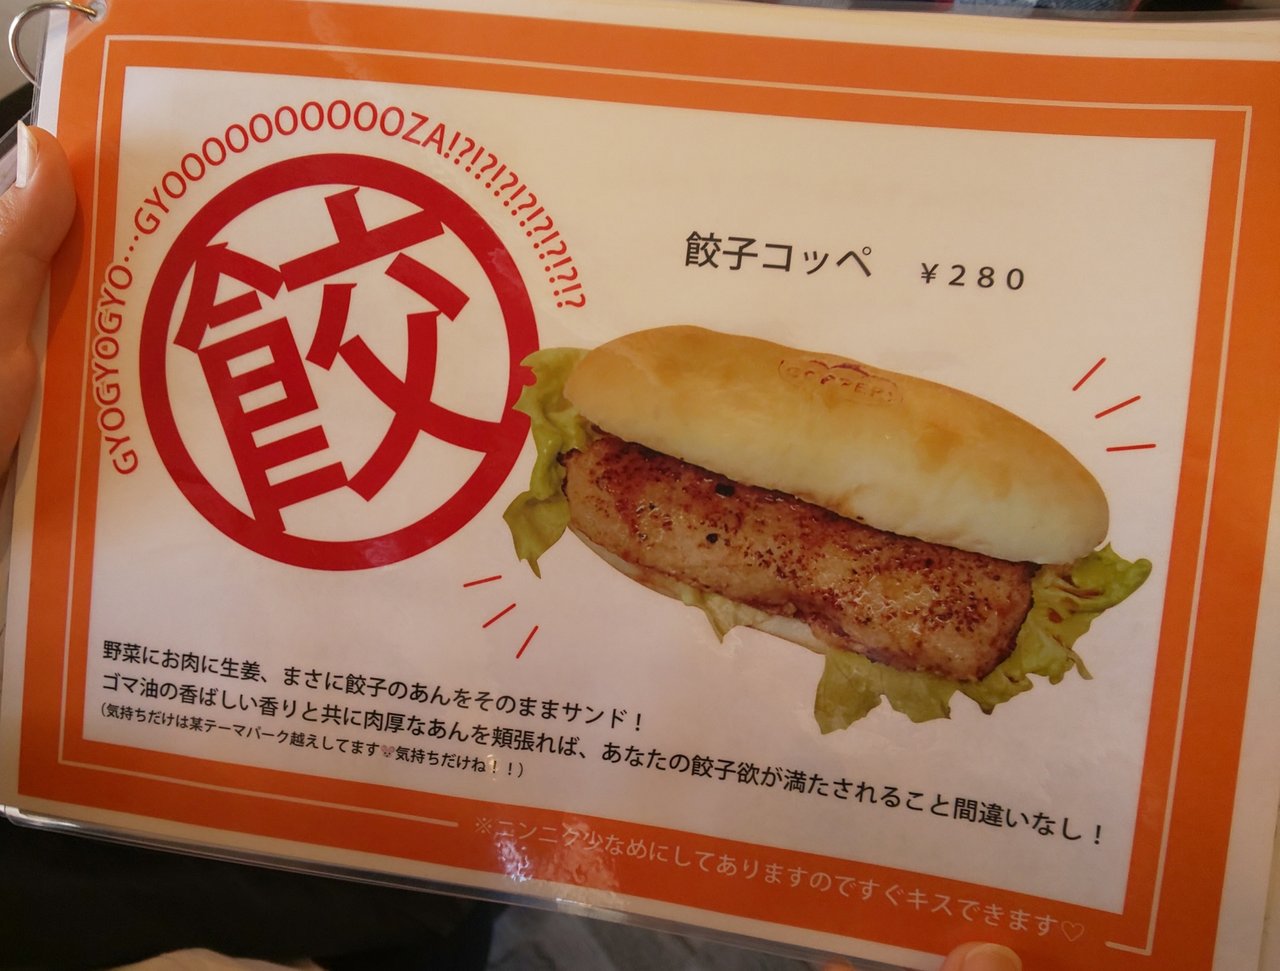 GYOGYOGYOGYO…GYOOOOOOOOOOZA!?!?!?!?!?!?!?!?!?
餃
餃子コッペ ￥280
野菜にお肉に生姜、まさに餃子のあんをそのままサンド！
ゴマ油の香ばしい香りと共に肉厚なあんを頬張れば、あなたの餃子欲が満たされること間違いなし！
（気持ちだけは某テーマパーク越えしてます♡気持ちだけね！！）
※ニンニク少なめにしてありますのですぐキスできます♡